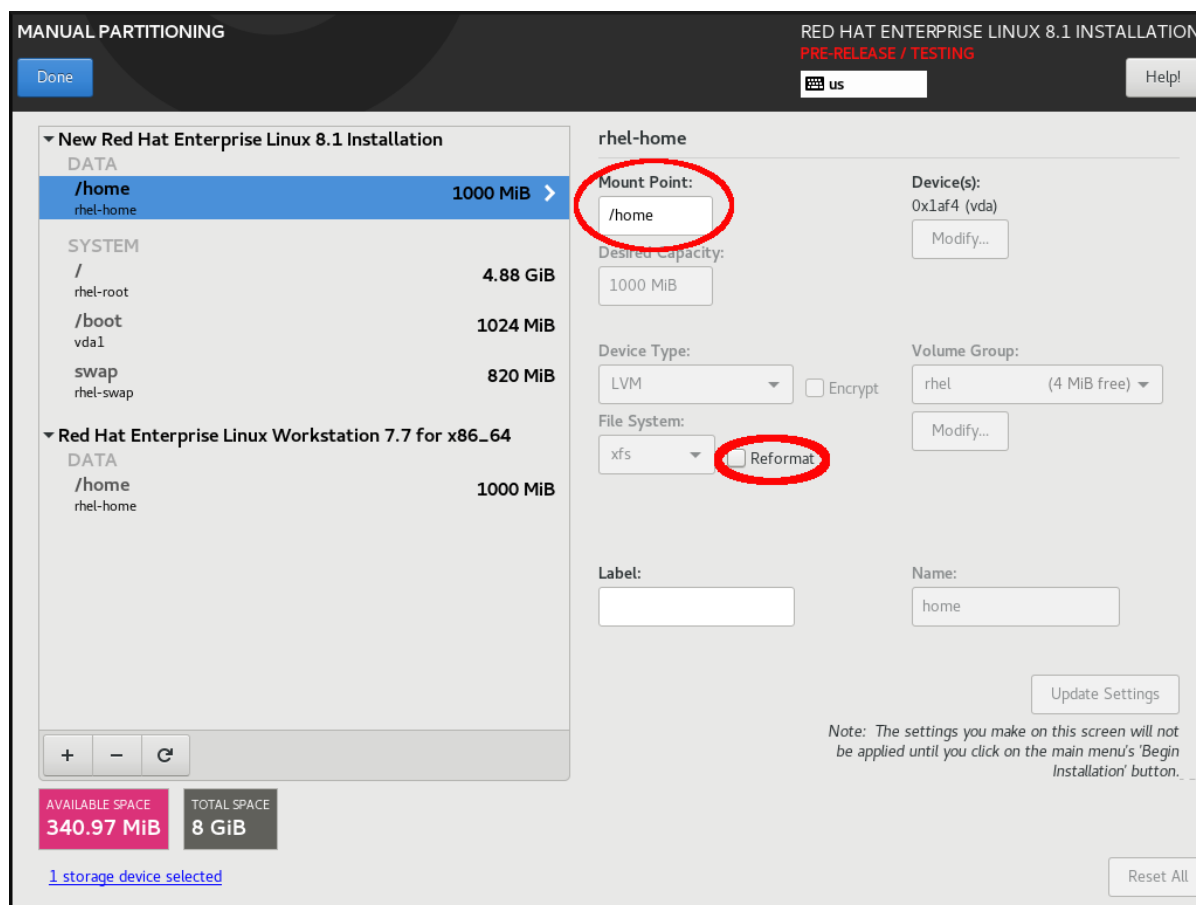 MANUAL PARTITIONING
RED HAT ENTERPRISE LINUX 8.1 INSTALLATION
PRE-RELEASE / TESTING
Done
us
Help!
New Red Hat Enterprise Linux 8.1 Installation
DATA
/home
1000 MiB
rhel-home
SYSTEM
/
4.88 GiB
rhel-root
/boot
1024 MiB
vda1
swap
820 MiB
rhel-swap
Red Hat Enterprise Linux Workstation 7.7 for x86_64
DATA
/home
1000 MiB
rhel-home
+ −
AVAILABLE SPACE
340.97 MiB
TOTAL SPACE
8 GiB
1 storage device selected
rhel-home
Mount Point:
/home
Device(s):
0x1af4 (vda)
Modify...
Desired Capacity:
1000 MiB
Device Type:
LVM
Encrypt
Volume Group:
rhel (4 MiB free)
Modify...
File System:
xfs
Reformat
Label:
Name:
home
Update Settings
Note: The settings you make on this screen will not
be applied until you click on the main menu's 'Begin
Installation' button.
Reset All